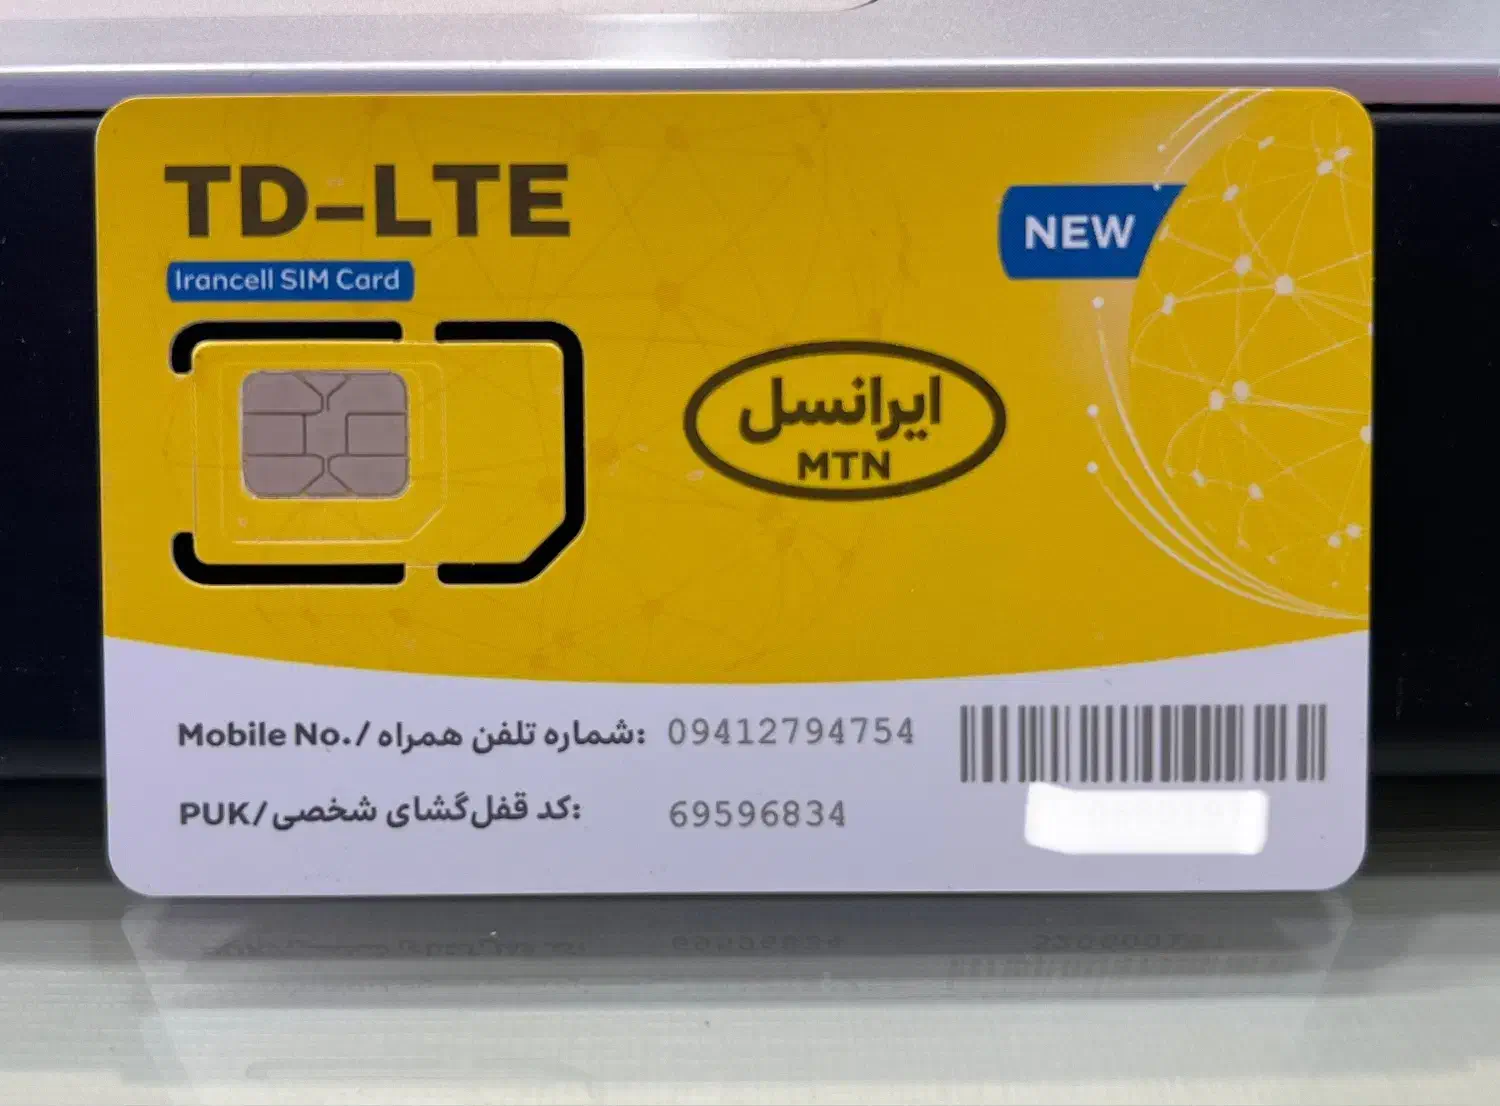 TD-LTE
NEW
Irancell SIM Card
ایرانسل
MTN
Mobile No./ شماره تلفن همراه: 09412794754
PUK/کد قفل‌گشای شخصی: 69596834